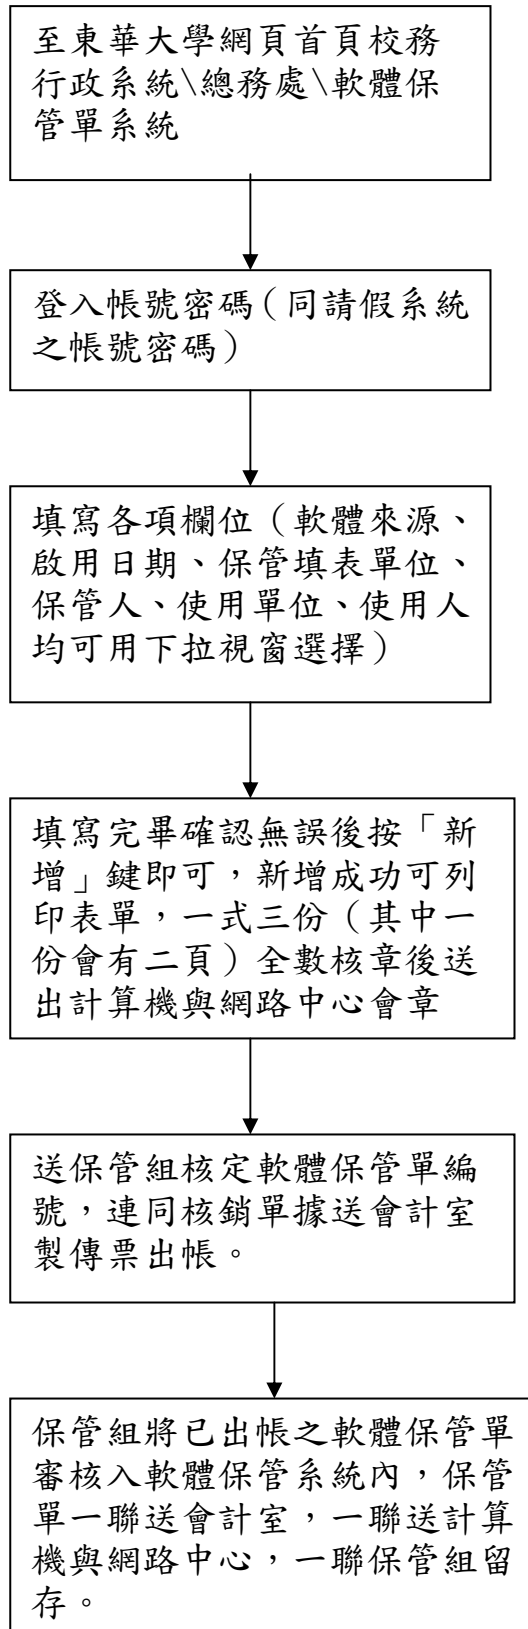 至東華大學網頁首頁校務
行政系統\總務處\軟體保
管單系統
登入帳號密碼（同請假系統
之帳號密碼）
填寫各項欄位（軟體來源、
啟用日期、保管填表單位、
保管人、使用單位、使用人
均可用下拉視窗選擇）
填寫完畢確認無誤後按「新
增」鍵即可，新增成功可列
印表單，一式三份（其中一
份會有二頁）全數核章後送
出計算機與網路中心會章
送保管組核定軟體保管單編
號，連同核銷單據送會計室
製傳票出帳。
保管組將已出帳之軟體保管單
審核入軟體保管系統內，保管
單一聯送會計室，一聯送計算
機與網路中心，一聯保管組留
存。